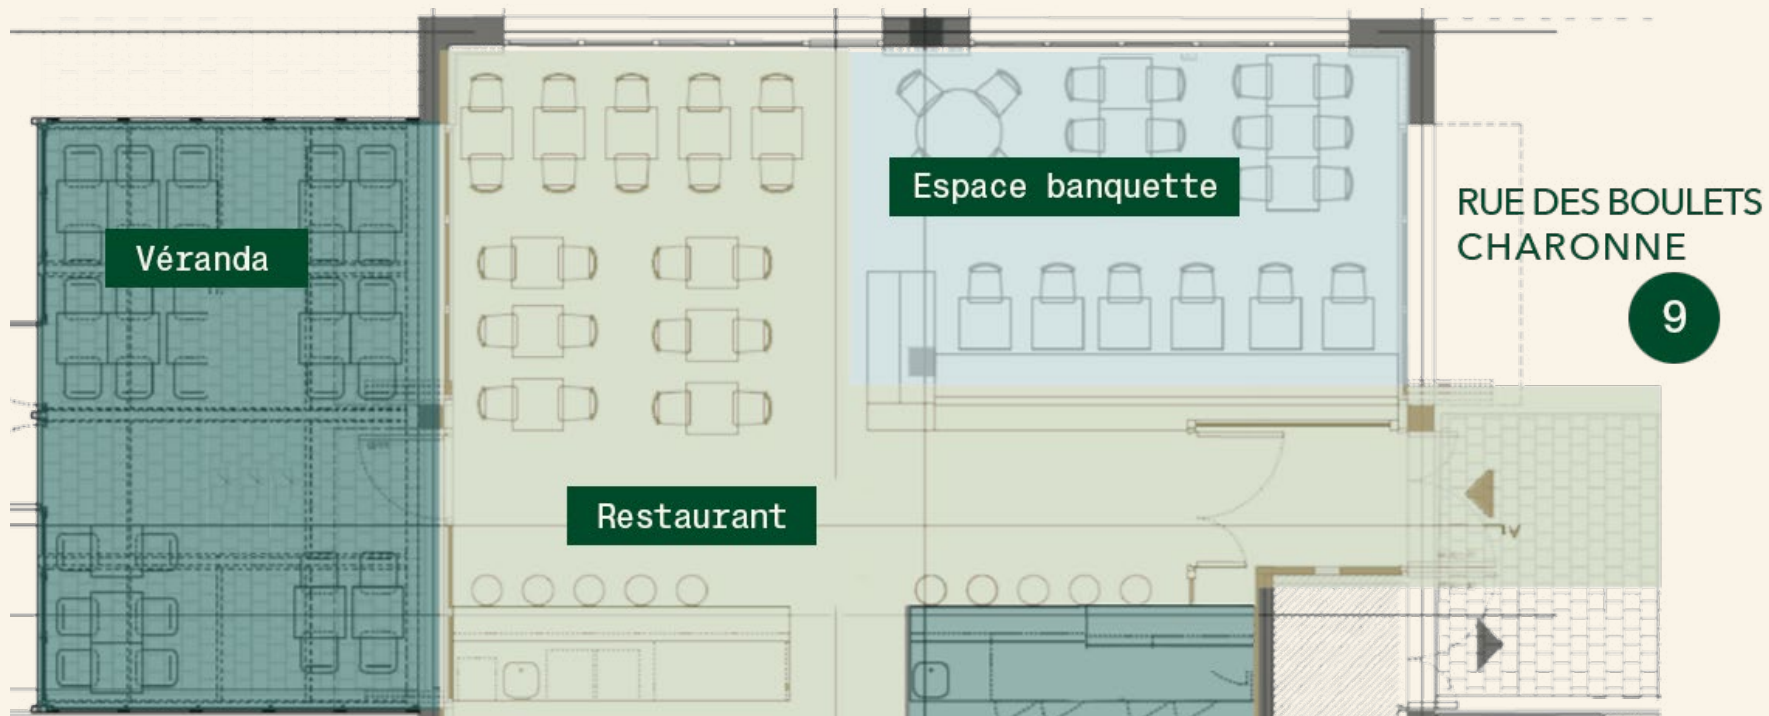 Espace banquette
Véranda
RUE DES BOULETS
CHARONNE
9
Restaurant